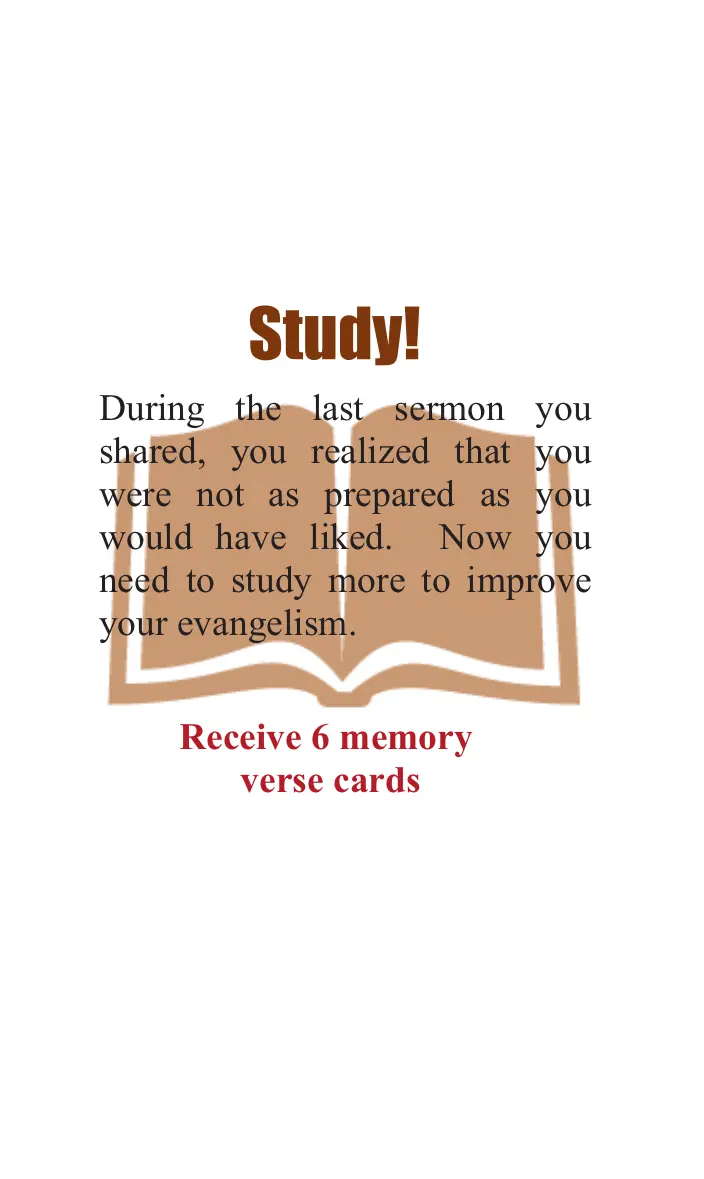 Study!
During the last sermon you
shared, you realized that you
were not as prepared as you
would have liked.  Now you
need to study more to improve
your evangelism.
Receive 6 memory
verse cards